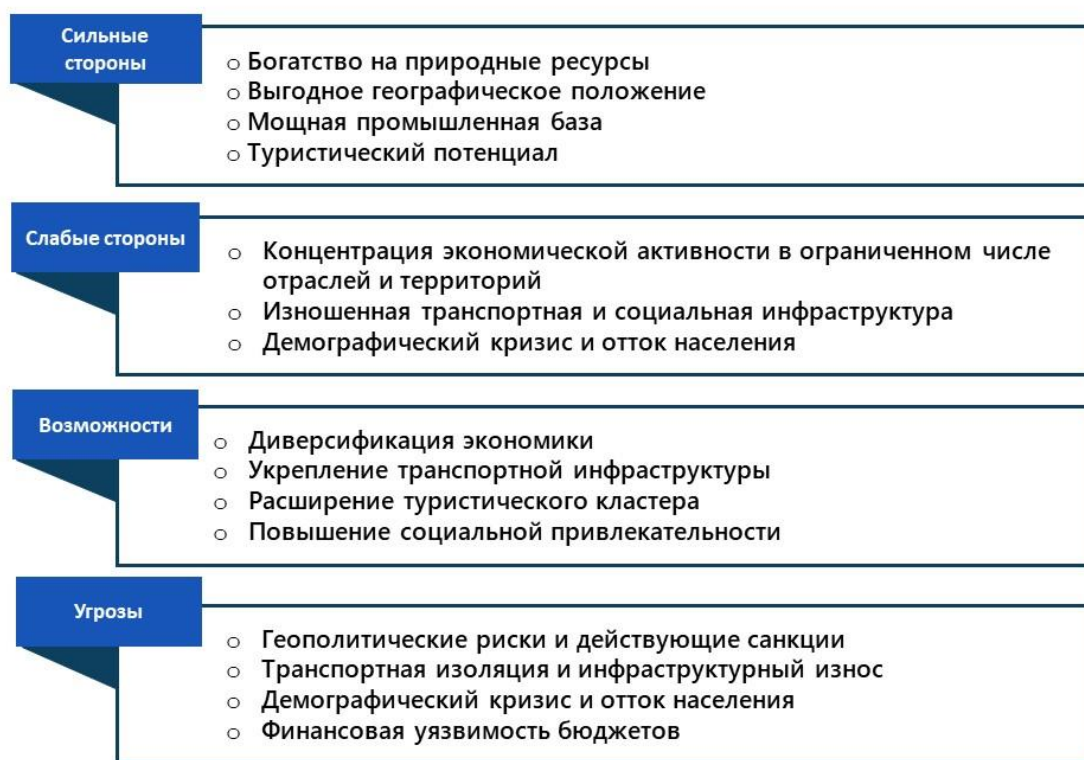 Сильные
стороны
о Богатство на природные ресурсы
о Выгодное географическое положение
о Мощная промышленная база
о Туристический потенциал
Слабые стороны
о Концентрация экономической активности в ограниченном числе
отраслей и территорий
о Изношенная транспортная и социальная инфраструктура
о Демографический кризис и отток населения
Возможности
о Диверсификация экономики
о Укрепление транспортной инфраструктуры
о Расширение туристического кластера
о Повышение социальной привлекательности
Угрозы
о Геополитические риски и действующие санкции
о Транспортная изоляция и инфраструктурный износ
о Демографический кризис и отток населения
о Финансовая уязвимость бюджетов